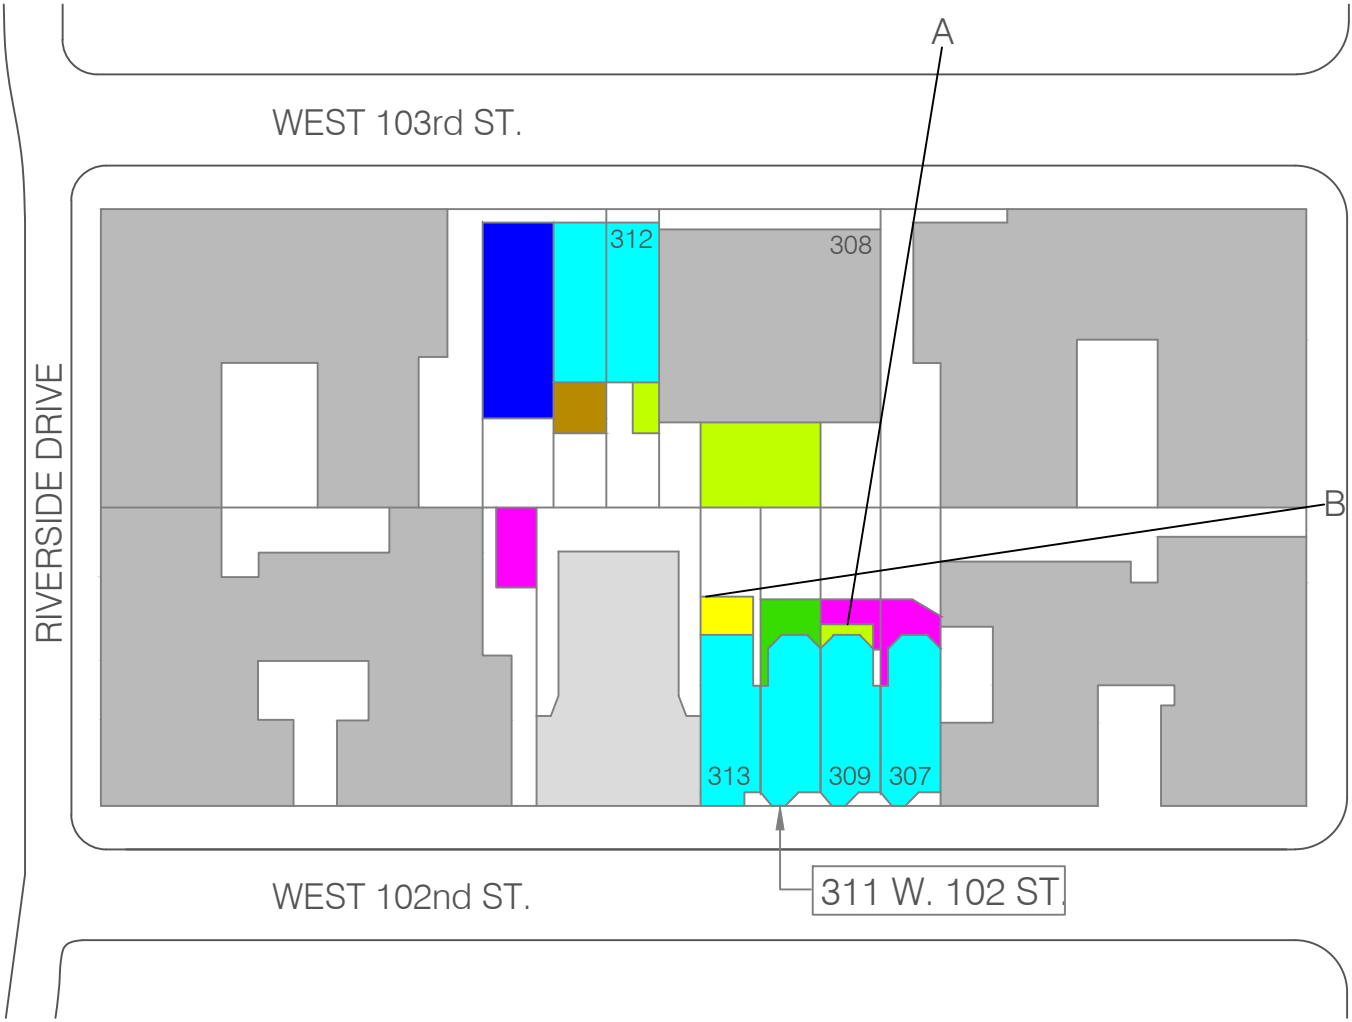 A
WEST 103rd ST.
312
308
RIVERSIDE DRIVE
B
313
309
307
311 W. 102 ST.
WEST 102nd ST.